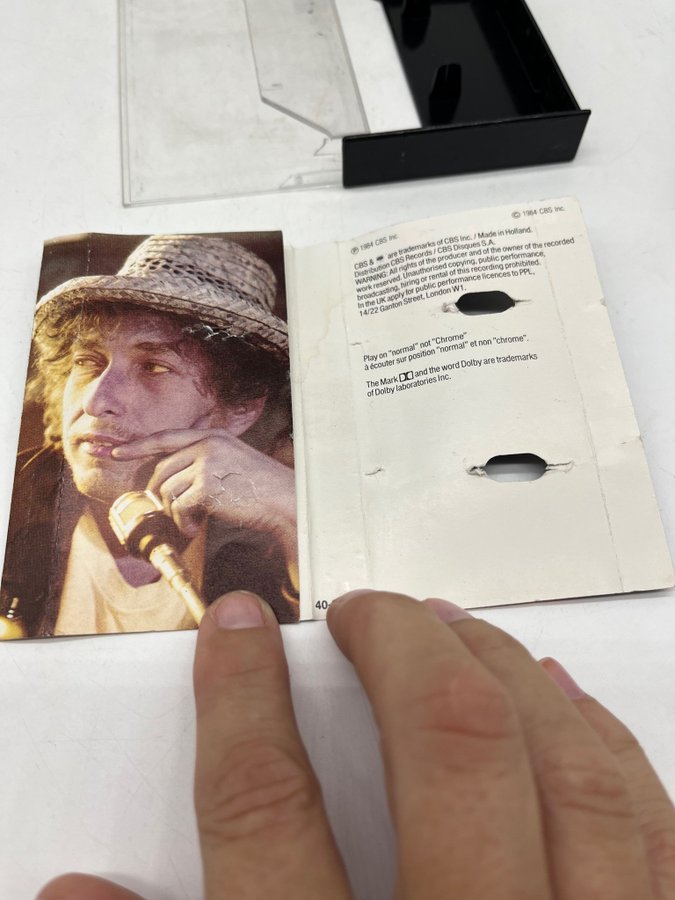 ℗ 1984 CBS Inc.
© 1984 CBS Inc.
CBS & are trademarks of CBS Inc. / Made in Holland.
Distribution CBS Records / CBS Disques S.A.
WARNING: All rights of the producer and of the owner of the recorded
work reserved. Unauthorised copying, public performance,
broadcasting, hiring or rental of this recording prohibited.
In the UK apply for public performance licences to PPL,
14/22 Ganton Street, London W1.
Play on "normal" not "Chrome"
à écouter sur position "normal" et non "chrome".
The Mark and the word Dolby are trademarks
of Dolby laboratories Inc.
40-